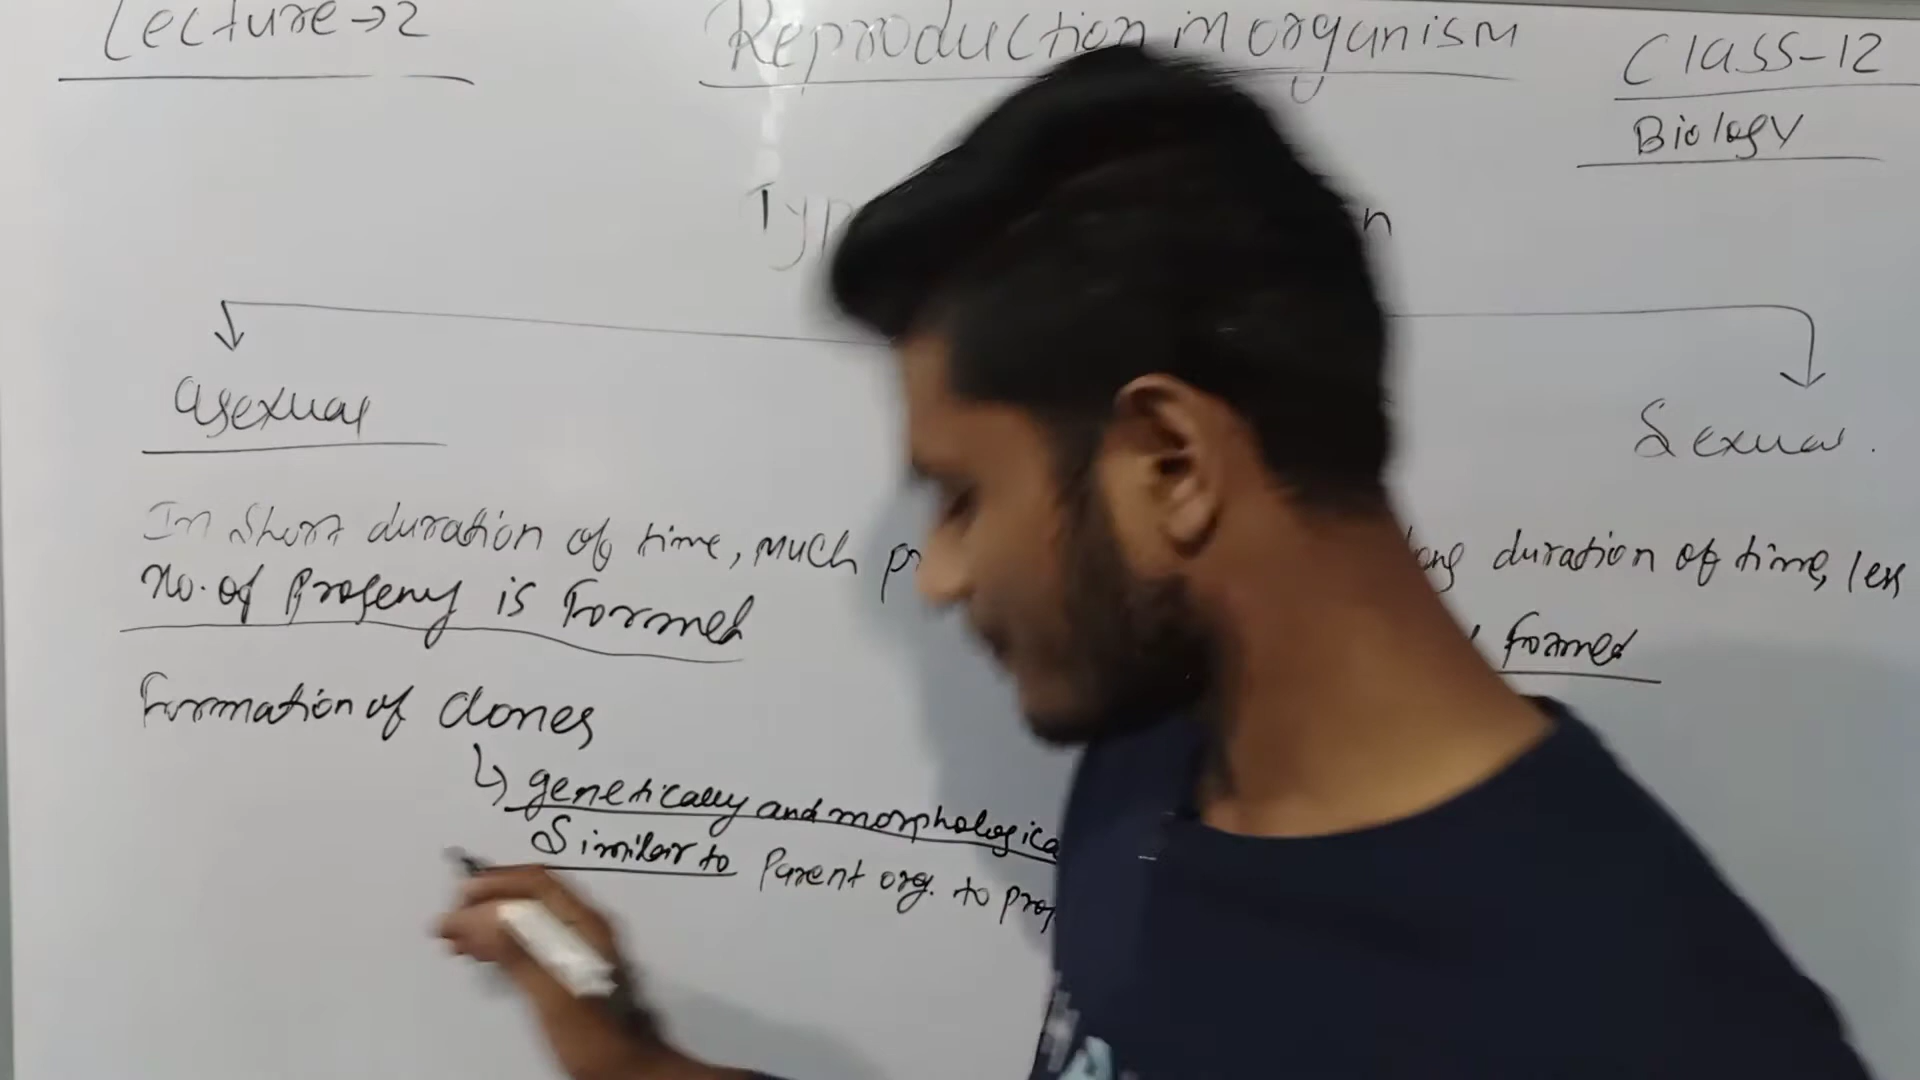 Lecture → 2
Reproduction in organism
Class-12
Biology
Asexual
Sexual.
In Short duration of time, much
no. of Progeny is Formed
duration of time, less
Formed
Formation of Clones
↳ genetically and morphologica
Similar to Parent org. to